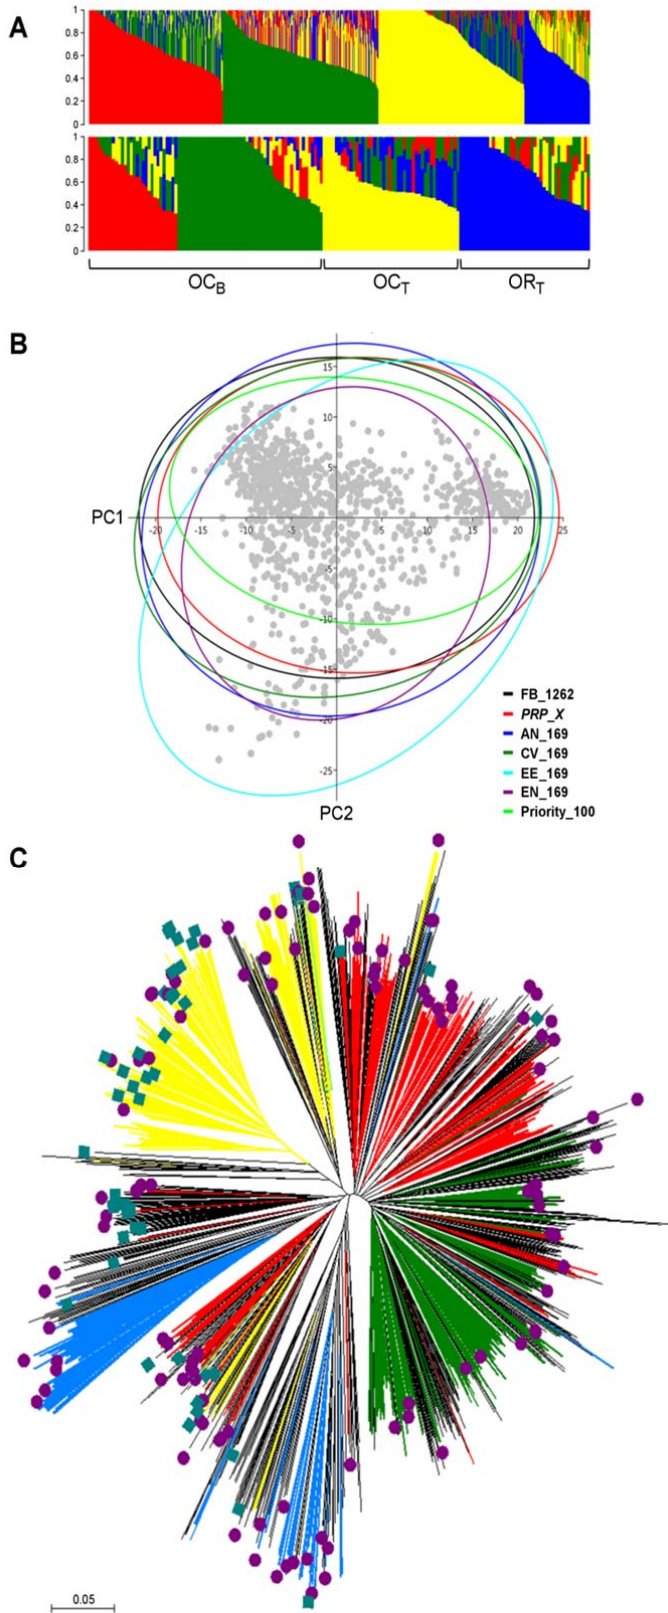 A
1
0.8
0.6
0.4
0.2
0
1
0.8
0.6
0.4
0.2
0
OC_B OC_T OR_T
B
15
10
5
PC1
-20 -15 -10 -5 5 10 15 20 25
-5
-10
-15
-20
-25
PC2
FB_1262
PRP_X
AN_169
CV_169
EE_169
EN_169
Priority_100
C
0.05